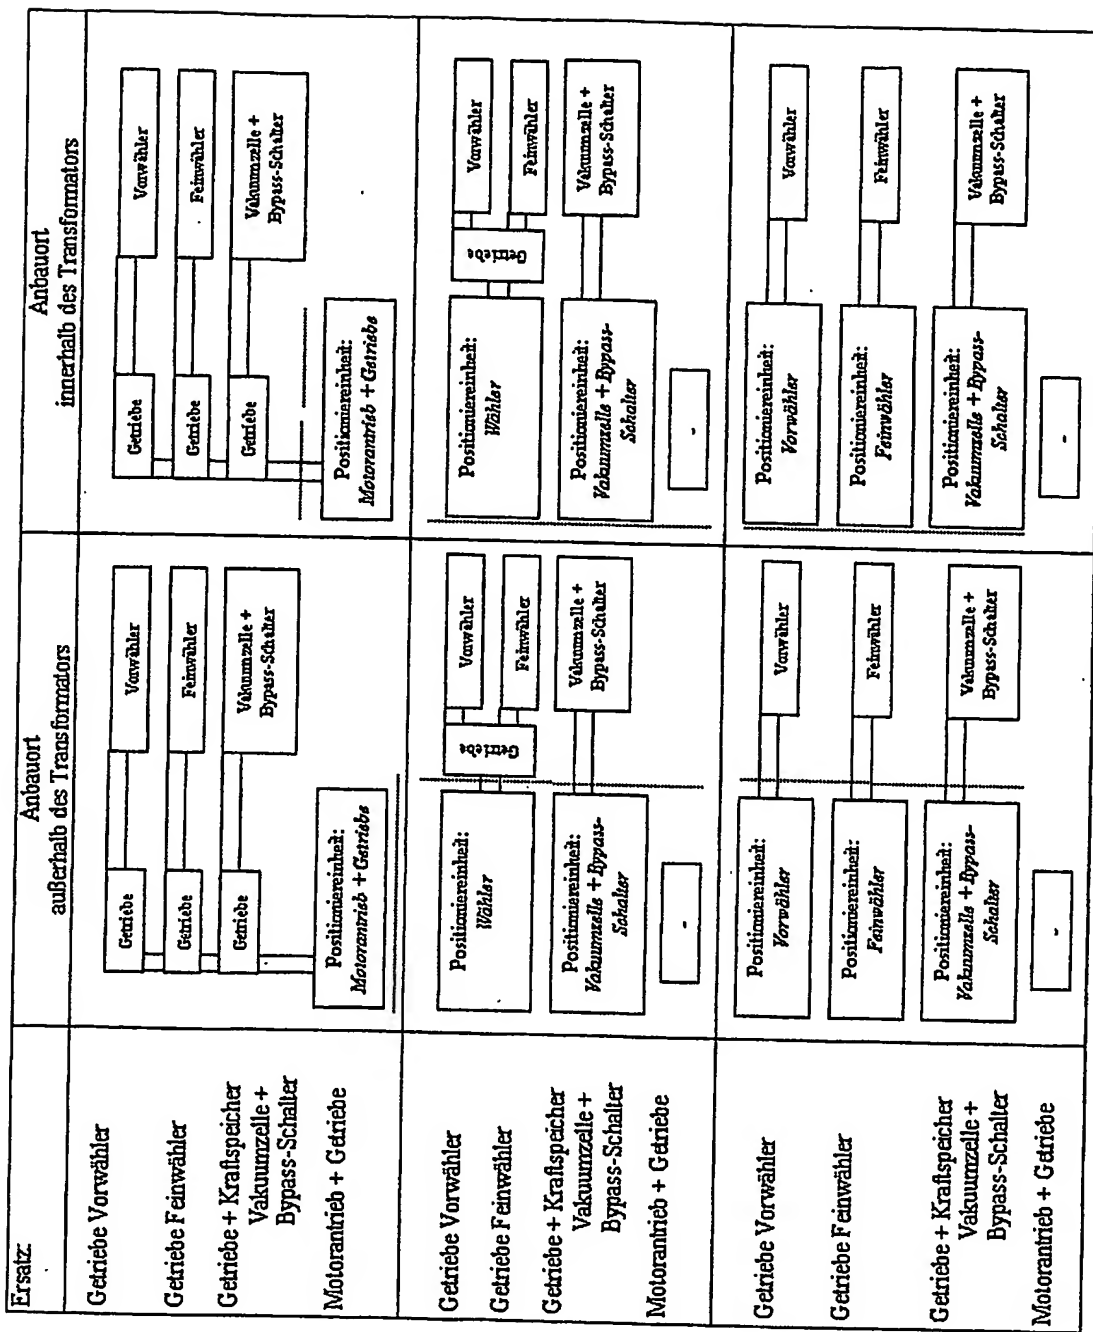 Ersatz:
Anbauort
außerhalb des Transformators
Anbauort
innerhalb des Transformators
Getriebe Vorwähler
Getriebe Feinwähler
Getriebe + Kraftspeicher
Vakuumzelle +
Bypass-Schalter
Motorantrieb + Getriebe
Getriebe
Vorwähler
Getriebe
Feinwähler
Getriebe
Vakuumzelle +
Bypass-Schalter
Positioniereinheit:
Motorantrieb + Getriebe
Getriebe
Vorwähler
Getriebe
Feinwähler
Getriebe
Vakuumzelle +
Bypass-Schalter
Positioniereinheit:
Motorantrieb + Getriebe
Getriebe Vorwähler
Getriebe Feinwähler
Getriebe + Kraftspeicher
Vakuumzelle +
Bypass-Schalter
Motorantrieb + Getriebe
Positioniereinheit:
Wähler
Getriebe
Vorwähler
Feinwähler
Positioniereinheit:
Vakuumzelle + Bypass-
Schalter
Vakuumzelle +
Bypass-Schalter
-
Positioniereinheit:
Wähler
Getriebe
Vorwähler
Feinwähler
Positioniereinheit:
Vakuumzelle + Bypass-
Schalter
Vakuumzelle +
Bypass-Schalter
-
Getriebe Vorwähler
Getriebe Feinwähler
Getriebe + Kraftspeicher
Vakuumzelle +
Bypass-Schalter
Motorantrieb + Getriebe
Positioniereinheit:
Vorwähler
Vorwähler
Positioniereinheit:
Feinwähler
Feinwähler
Positioniereinheit:
Vakuumzelle + Bypass-
Schalter
Vakuumzelle +
Bypass-Schalter
-
Positioniereinheit:
Vorwähler
Vorwähler
Positioniereinheit:
Feinwähler
Feinwähler
Positioniereinheit:
Vakuumzelle + Bypass-
Schalter
Vakuumzelle +
Bypass-Schalter
-